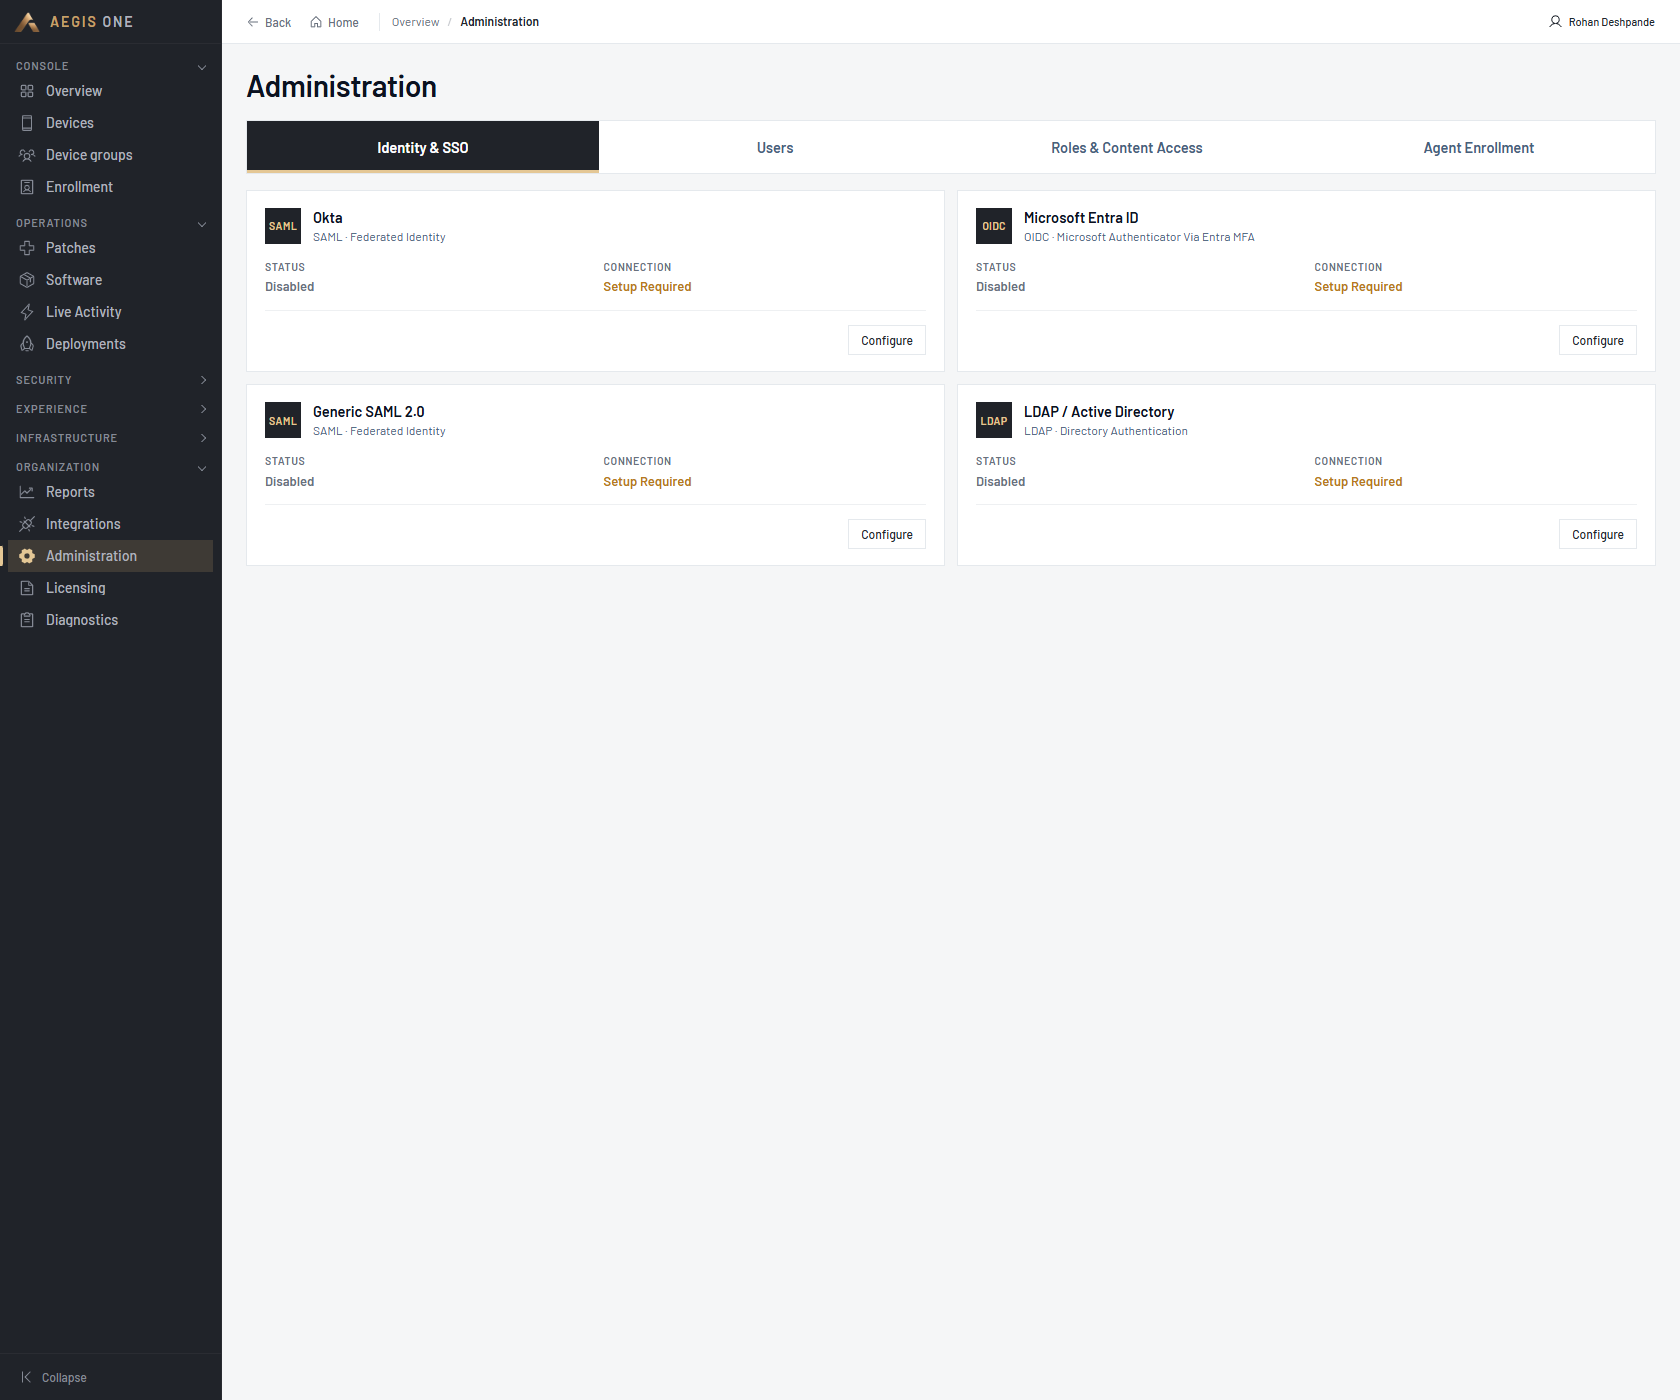 AEGIS ONE
CONSOLE
Overview
Devices
Device groups
Enrollment
OPERATIONS
Patches
Software
Live Activity
Deployments
SECURITY
EXPERIENCE
INFRASTRUCTURE
ORGANIZATION
Reports
Integrations
Administration
Licensing
Diagnostics
Collapse
Back
Home
Overview / Administration
Rohan Deshpande
Administration
Identity & SSO
Users
Roles & Content Access
Agent Enrollment
SAML
Okta
SAML · Federated Identity
STATUS
CONNECTION
Disabled
Setup Required
Configure
OIDC
Microsoft Entra ID
OIDC · Microsoft Authenticator Via Entra MFA
STATUS
CONNECTION
Disabled
Setup Required
Configure
SAML
Generic SAML 2.0
SAML · Federated Identity
STATUS
CONNECTION
Disabled
Setup Required
Configure
LDAP
LDAP / Active Directory
LDAP · Directory Authentication
STATUS
CONNECTION
Disabled
Setup Required
Configure